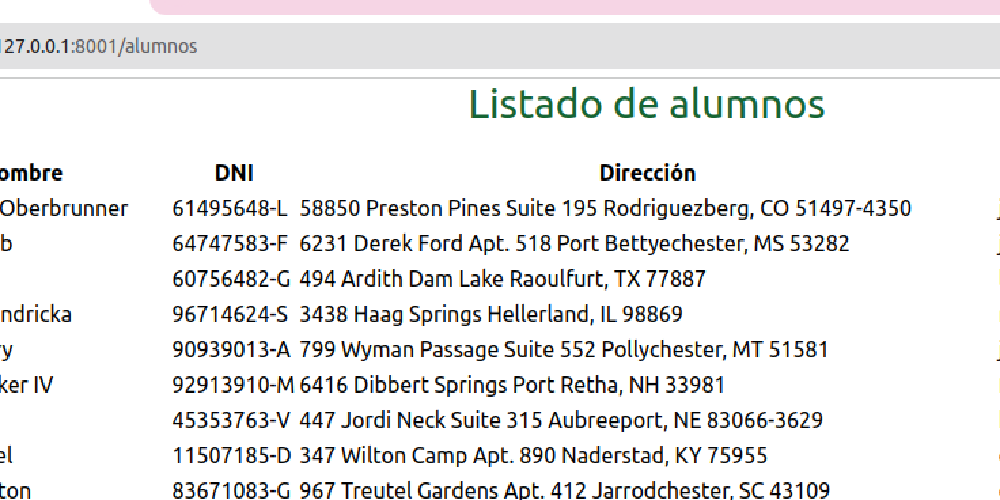 127.0.0.1:8001/alumnos
Listado de alumnos
ombre DNI Dirección
Oberbrunner 61495648-L 58850 Preston Pines Suite 195 Rodriguezberg, CO 51497-4350
b 64747583-F 6231 Derek Ford Apt. 518 Port Bettyechester, MS 53282
60756482-G 494 Ardith Dam Lake Raoulfurt, TX 77887
ndricka 96714624-S 3438 Haag Springs Hellerland, IL 98869
y 90939013-A 799 Wyman Passage Suite 552 Pollychester, MT 51581
ker IV 92913910-M 6416 Dibbert Springs Port Retha, NH 33981
45353763-V 447 Jordi Neck Suite 315 Aubreeport, NE 83066-3629
el 11507185-D 347 Wilton Camp Apt. 890 Naderstad, KY 75955
ton 83671083-G 967 Treutel Gardens Apt. 412 Jarrodchester, SC 43109